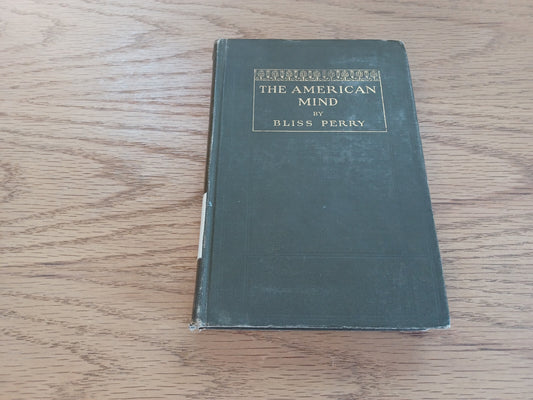 THE AMERICAN
MIND
BY
BLISS PERRY